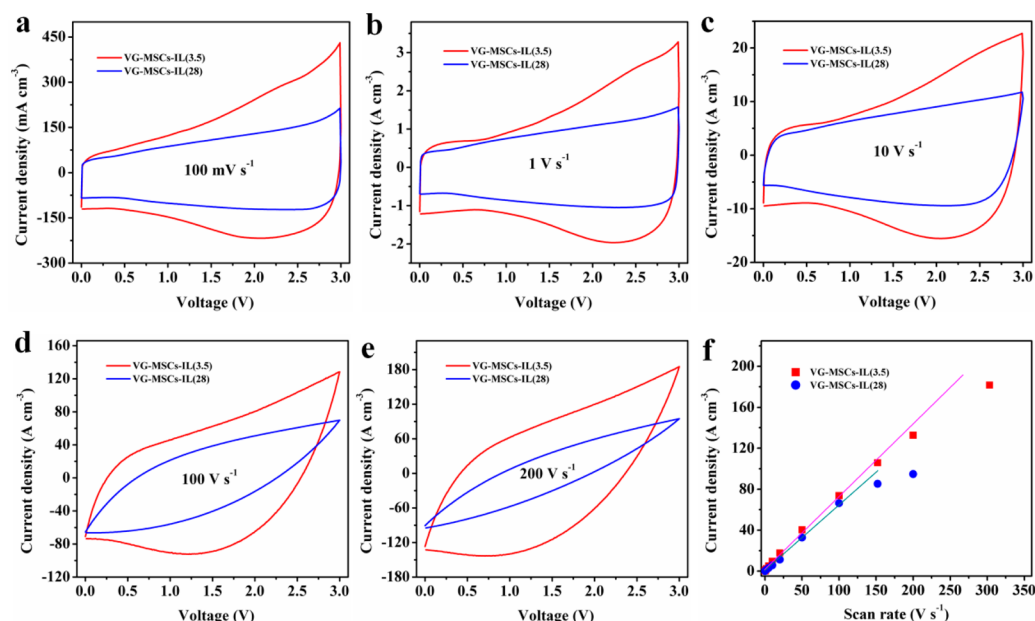 a
450
300
150
0
-150
-300
Current density (mA cm⁻³)
VG-MSCs-IL(3.5)
VG-MSCs-IL(28)
100 mV s⁻¹
0.0 0.5 1.0 1.5 2.0 2.5 3.0
Voltage (V)
b
3
2
1
0
-1
-2
Current density (A cm⁻³)
VG-MSCs-IL(3.5)
VG-MSCs-IL(28)
1 V s⁻¹
0.0 0.5 1.0 1.5 2.0 2.5 3.0
Voltage (V)
c
20
10
0
-10
-20
Current density (A cm⁻³)
VG-MSCs-IL(3.5)
VG-MSCs-IL(28)
10 V s⁻¹
0.0 0.5 1.0 1.5 2.0 2.5 3.0
Voltage (V)
d
160
120
80
40
0
-40
-80
-120
Current density (A cm⁻³)
VG-MSCs-IL(3.5)
VG-MSCs-IL(28)
100 V s⁻¹
0.0 0.5 1.0 1.5 2.0 2.5 3.0
Voltage (V)
e
180
120
60
0
-60
-120
-180
Current density (A cm⁻³)
VG-MSCs-IL(3.5)
VG-MSCs-IL(28)
200 V s⁻¹
0.0 0.5 1.0 1.5 2.0 2.5 3.0
Voltage (V)
f
200
160
120
80
40
0
Current density (A cm⁻³)
VG-MSCs-IL(3.5)
VG-MSCs-IL(28)
0 50 100 150 200 250 300 350
Scan rate (V s⁻¹)